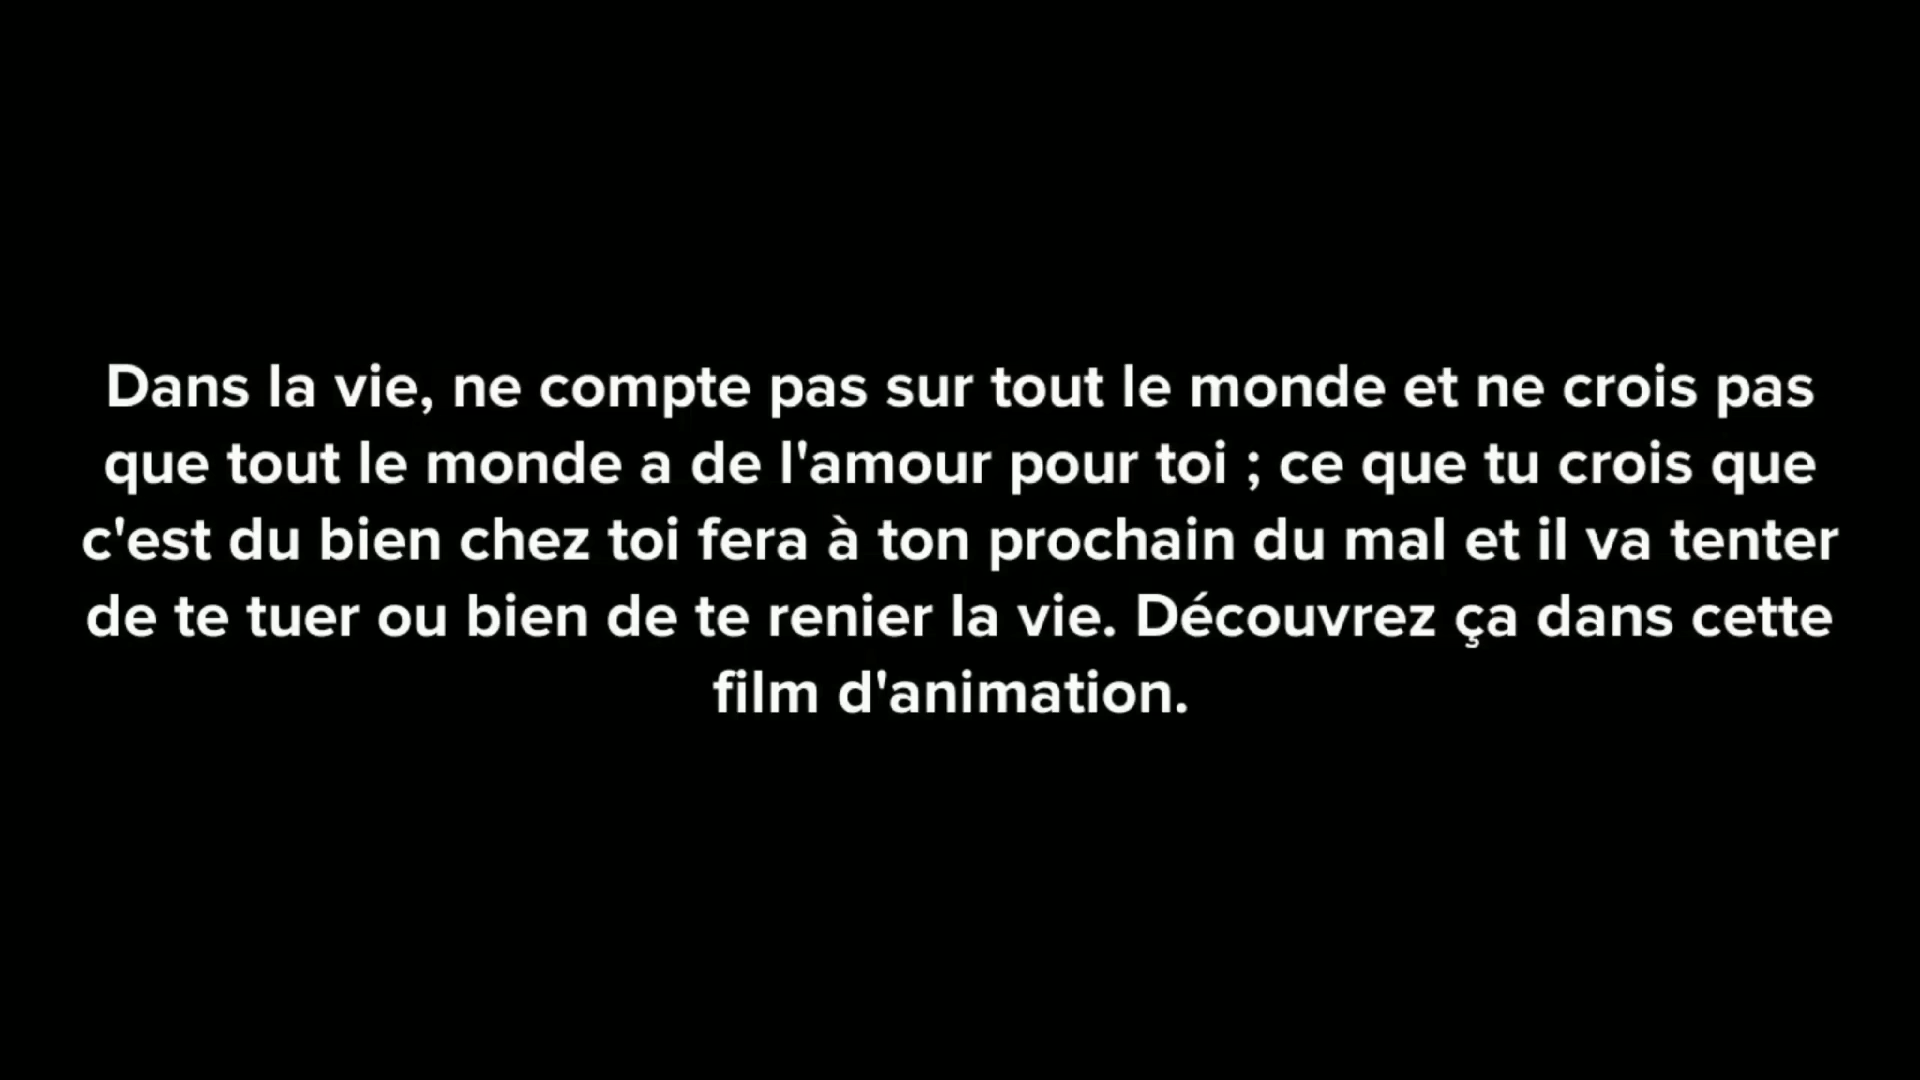 Dans la vie, ne compte pas sur tout le monde et ne crois pas
que tout le monde a de l'amour pour toi ; ce que tu crois que
c'est du bien chez toi fera à ton prochain du mal et il va tenter
de te tuer ou bien de te renier la vie. Découvrez ça dans cette
film d'animation.